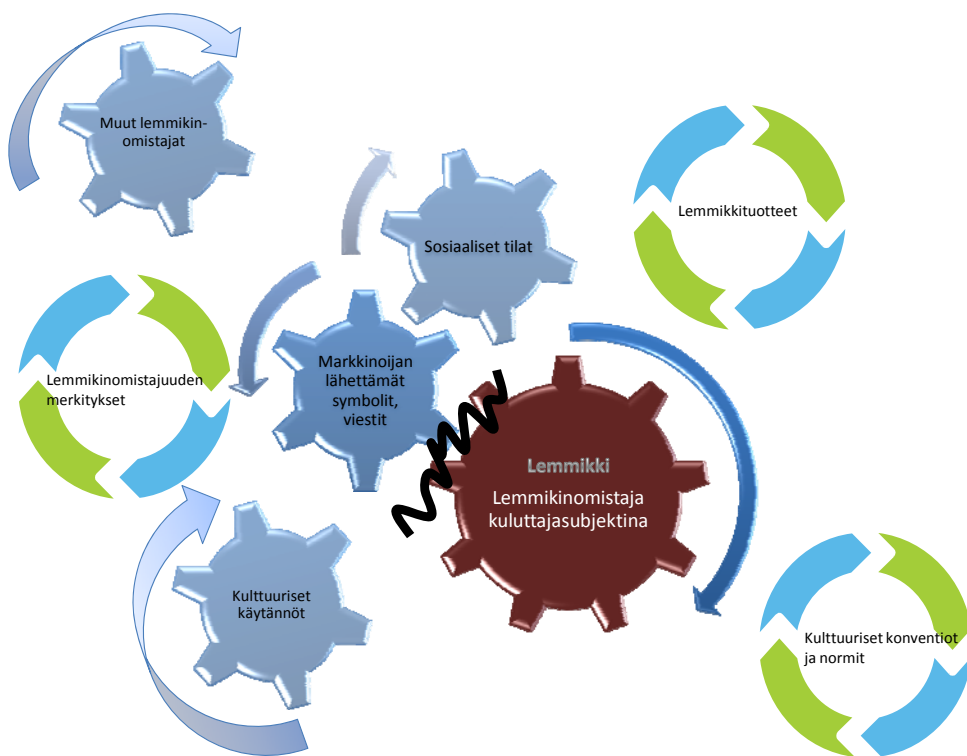 Muut lemmikin-
omistajat
Sosiaaliset tilat
Lemmikkituotteet
Lemmikinomistajuuden
merkitykset
Markkinoijan
lähettämät
symbolit,
viestit
Lemmikki
Lemmikinomistaja
kuluttajasubjektina
Kulttuuriset
käytännöt
Kulttuuriset konventiot
ja normit